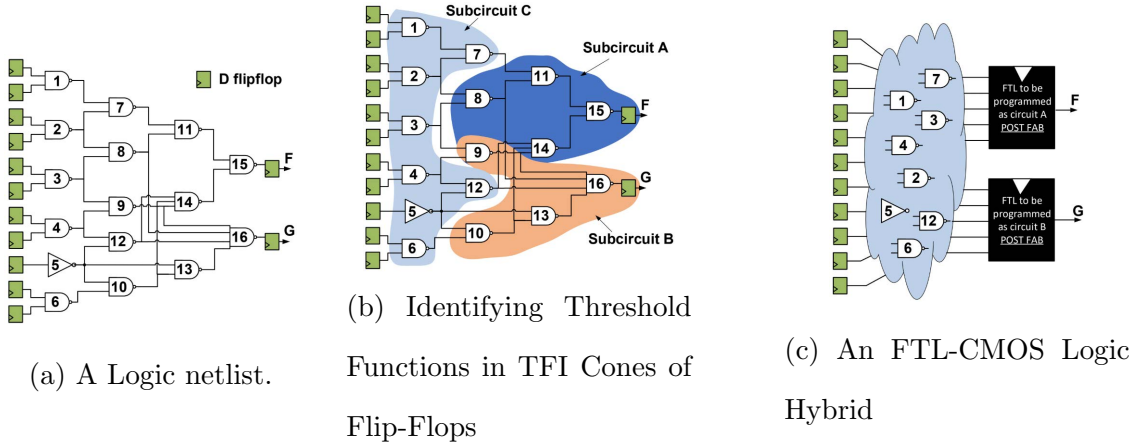 1
2
3
4
5
6
7
8
9
10
11
12
13
14
15
16
F
G
D flipflop
(a) A Logic netlist.
Subcircuit C
Subcircuit A
Subcircuit B
1
2
3
4
5
6
7
8
9
10
11
12
13
14
15
16
F
G
(b) Identifying Threshold
Functions in TFI Cones of
Flip-Flops
7
1
3
4
2
5
12
6
FTL to be
programmed
as circuit A
POST FAB
F
FTL to be
programmed
as circuit B
POST FAB
G
(c) An FTL-CMOS Logic
Hybrid